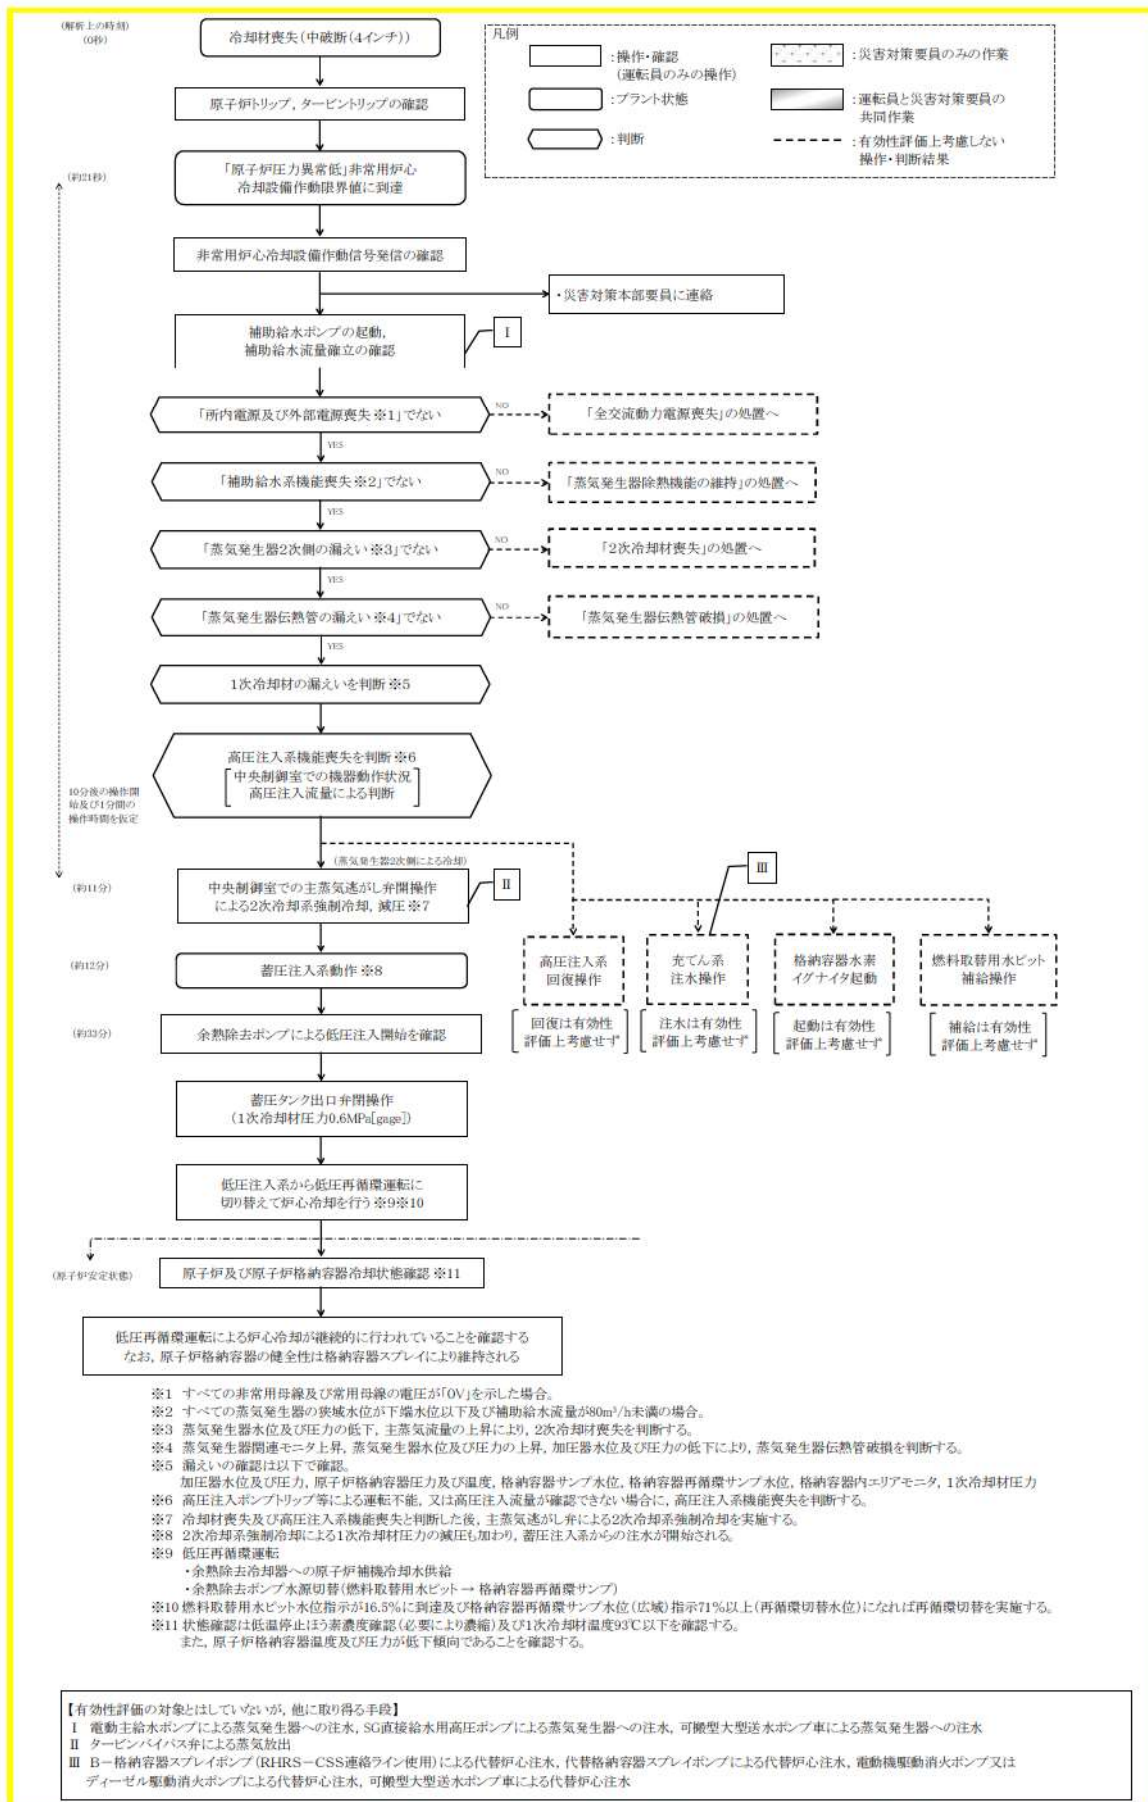 (解析上の時刻)
(0秒)
冷却材喪失(中破断(4インチ))
凡例
:操作・確認
(運転員のみの操作)
:災害対策要員のみの作業
:プラント状態
:運転員と災害対策要員の
共同作業
:判断
:有効性評価上考慮しない
操作・判断結果
原子炉トリップ，タービントリップの確認
(約21秒)
「原子炉圧力異常低」非常用炉心
冷却設備作動限界値に到達
非常用炉心冷却設備作動信号発信の確認
・災害対策本部要員に連絡
補助給水ポンプの起動，
補助給水流量確立の確認
Ⅰ
「所内電源及び外部電源喪失※1」でない
NO
「全交流動力電源喪失」の処置へ
YES
「補助給水系機能喪失※2」でない
NO
「蒸気発生器除熱機能の維持」の処置へ
YES
「蒸気発生器2次側の漏えい※3」でない
NO
「2次冷却材喪失」の処置へ
YES
「蒸気発生器伝熱管の漏えい※4」でない
NO
「蒸気発生器伝熱管破損」の処置へ
YES
1次冷却材の漏えいを判断※5
高圧注入系機能喪失を判断※6
中央制御室での機器動作状況
高圧注入流量による判断
10分後の操作開
始及び1分間の
操作時間を仮定
(蒸気発生器2次側による冷却)
Ⅲ
(約11分)
中央制御室での主蒸気逃がし弁開操作
による2次冷却系強制冷却，減圧※7
Ⅱ
(約12分)
蓄圧注入系動作※8
高圧注入系
回復操作
充てん系
注水操作
格納容器水素
イグナイタ起動
燃料取替用水ピット
補給操作
回復は有効性
評価上考慮せず
注水は有効性
評価上考慮せず
起動は有効性
評価上考慮せず
補給は有効性
評価上考慮せず
(約33分)
余熱除去ポンプによる低圧注入開始を確認
蓄圧タンク出口弁閉操作
(1次冷却材圧力0.6MPa[gage])
低圧注入系から低圧再循環運転に
切り替えて炉心冷却を行う※9※10
(原子炉安定状態)
原子炉及び原子炉格納容器冷却状態確認※11
低圧再循環運転による炉心冷却が継続的に行われていることを確認する
なお，原子炉格納容器の健全性は格納容器スプレイにより維持される
※1 すべての非常用母線及び常用母線の電圧が「0V」を示した場合。
※2 すべての蒸気発生器の狭域水位が下端水位以下及び補助給水流量が80m³/h未満の場合。
※3 蒸気発生器水位及び圧力の低下，主蒸気流量の上昇により，2次冷却材喪失を判断する。
※4 蒸気発生器関連モニタ上昇，蒸気発生器水位及び圧力の上昇，加圧器水位及び圧力の低下により，蒸気発生器伝熱管破損を判断する。
※5 漏えいの確認は以下で確認。
加圧器水位及び圧力，原子炉格納容器圧力及び温度，格納容器サンプ水位，格納容器再循環サンプ水位，格納容器内エリアモニタ，1次冷却材圧力
※6 高圧注入ポンプトリップ等による運転不能，又は高圧注入流量が確認できない場合に，高圧注入系機能喪失を判断する。
※7 冷却材喪失及び高圧注入系機能喪失と判断した後，主蒸気逃がし弁による2次冷却系強制冷却を実施する。
※8 2次冷却系強制冷却による1次冷却材圧力の減圧も加わり，蓄圧注入系からの注水が開始される。
※9 低圧再循環運転
・余熱除去冷却器への原子炉補機冷却水供給
・余熱除去ポンプ水源切替(燃料取替用水ピット → 格納容器再循環サンプ)
※10 燃料取替用水ピット水位指示が16.5%に到達及び格納容器再循環サンプ水位(広域)指示71%以上(再循環切替水位)になれば再循環切替を実施する。
※11 状態確認は低温停止ほう素濃度確認(必要により濃縮)及び1次冷却材温度93℃以下を確認する。
また，原子炉格納容器温度及び圧力が低下傾向であることを確認する。
【有効性評価の対象とはしていないが，他に取り得る手段】
Ⅰ 電動主給水ポンプによる蒸気発生器への注水，SG直接給水用高圧ポンプによる蒸気発生器への注水，可搬型大型送水ポンプ車による蒸気発生器への注水
Ⅱ タービンバイパス弁による蒸気放出
Ⅲ B－格納容器スプレイポンプ(RHRS－CSS連絡ライン使用)による代替炉心注水，代替格納容器スプレイポンプによる代替炉心注水，電動機駆動消火ポンプ又は
ディーゼル駆動消火ポンプによる代替炉心注水，可搬型大型送水ポンプ車による代替炉心注水